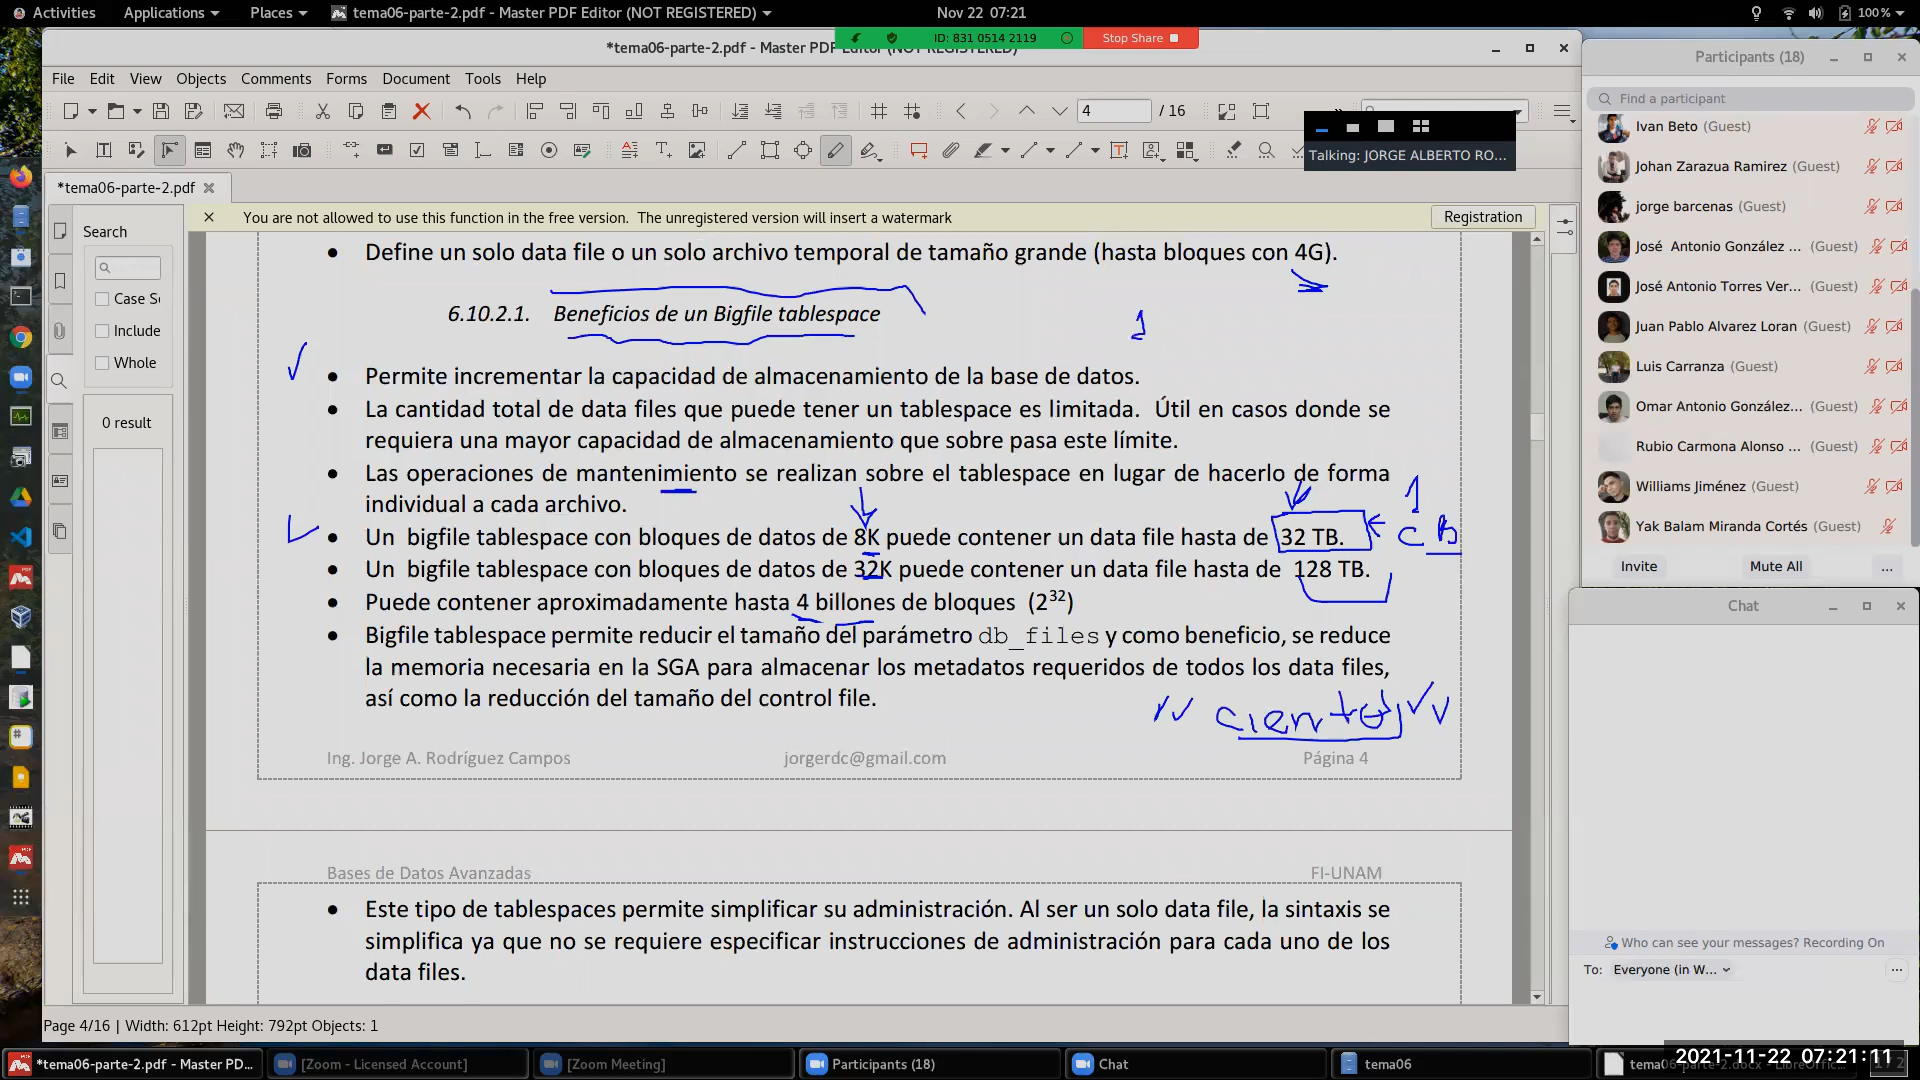 Activities Applications Places tema06-parte-2.pdf - Master PDF Editor (NOT REGISTERED) Nov 22 07:21 100%
*tema06-parte-2.pdf - Master PDF Editor (NOT REGISTERED)
ID: 831 0514 2119 Stop Share
File Edit View Objects Comments Forms Document Tools Help
4 / 16
Talking: JORGE ALBERTO RO...
*tema06-parte-2.pdf
You are not allowed to use this function in the free version. The unregistered version will insert a watermark Registration
Search
Case Se
Include
Whole
0 result
• Define un solo data file o un solo archivo temporal de tamaño grande (hasta bloques con 4G).
6.10.2.1. Beneficios de un Bigfile tablespace
1
• Permite incrementar la capacidad de almacenamiento de la base de datos.
• La cantidad total de data files que puede tener un tablespace es limitada. Útil en casos donde se
requiera una mayor capacidad de almacenamiento que sobre pasa este límite.
• Las operaciones de mantenimiento se realizan sobre el tablespace en lugar de hacerlo de forma
individual a cada archivo.
1
• Un bigfile tablespace con bloques de datos de 8K puede contener un data file hasta de 32 TB.
• Un bigfile tablespace con bloques de datos de 32K puede contener un data file hasta de 128 TB.
• Puede contener aproximadamente hasta 4 billones de bloques (2³²)
• Bigfile tablespace permite reducir el tamaño del parámetro db_files y como beneficio, se reduce
la memoria necesaria en la SGA para almacenar los metadatos requeridos de todos los data files,
así como la reducción del tamaño del control file.
cientos
Ing. Jorge A. Rodríguez Campos jorgerdc@gmail.com Página 4
Bases de Datos Avanzadas FI-UNAM
• Este tipo de tablespaces permite simplificar su administración. Al ser un solo data file, la sintaxis se
simplifica ya que no se requiere especificar instrucciones de administración para cada uno de los
data files.
Page 4/16 | Width: 612pt Height: 792pt Objects: 1
Participants (18)
Find a participant
Ivan Beto (Guest)
Johan Zarazua Ramirez (Guest)
jorge barcenas (Guest)
José Antonio González ... (Guest)
José Antonio Torres Ver... (Guest)
Juan Pablo Alvarez Loran (Guest)
Luis Carranza (Guest)
Omar Antonio González... (Guest)
Rubio Carmona Alonso ... (Guest)
Williams Jiménez (Guest)
Yak Balam Miranda Cortés (Guest)
Invite Mute All ...
Chat
Who can see your messages? Recording On
To: Everyone (in W...
*tema06-parte-2.pdf - Master PD... [Zoom - Licensed Account] [Zoom Meeting] Participants (18) Chat tema06
2021-11-22 07:21:11